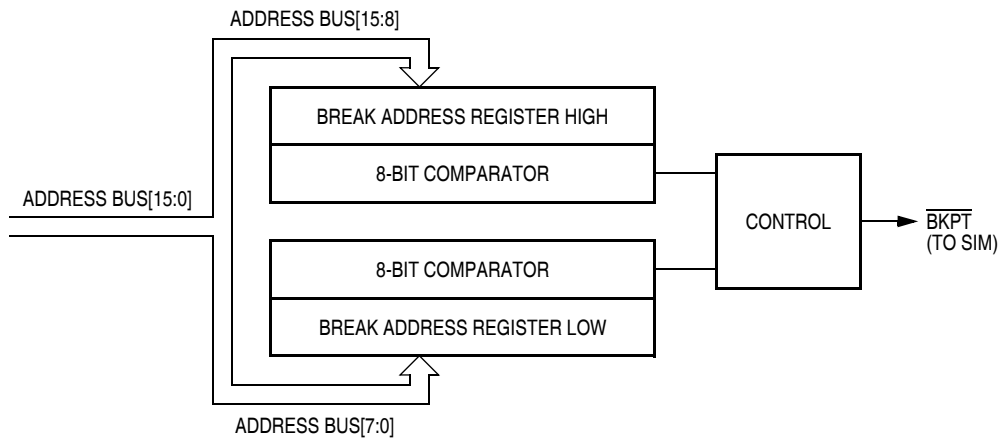 ADDRESS BUS[15:8]
BREAK ADDRESS REGISTER HIGH
8-BIT COMPARATOR
ADDRESS BUS[15:0]
CONTROL
BKPT
(TO SIM)
8-BIT COMPARATOR
BREAK ADDRESS REGISTER LOW
ADDRESS BUS[7:0]